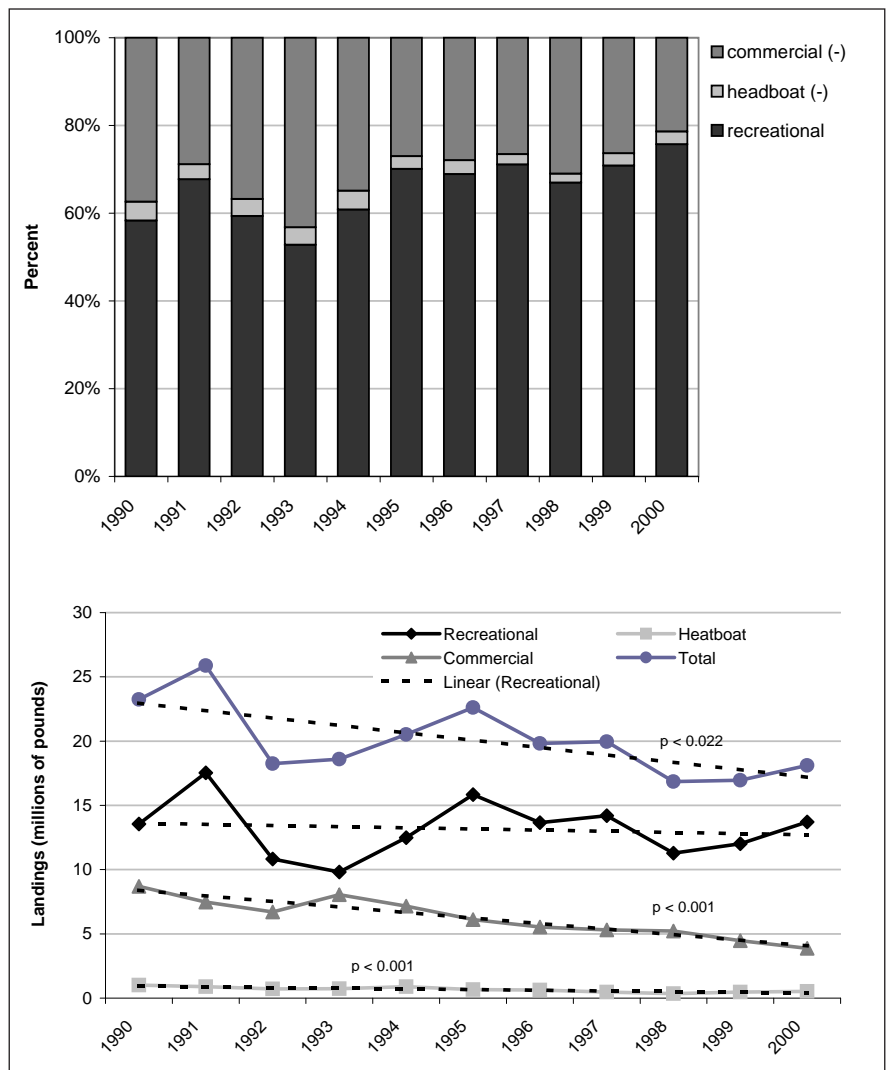 100%
80%
60%
40%
20%
0%
Percent
1990
1991
1992
1993
1994
1995
1996
1997
1998
1999
2000
commercial (-)
headboat (-)
recreational
30
25
20
15
10
5
0
Landings (millions of pounds)
Recreational
Heatboat
Commercial
Total
Linear (Recreational)
p < 0.022
p < 0.001
p < 0.001
1990
1991
1992
1993
1994
1995
1996
1997
1998
1999
2000